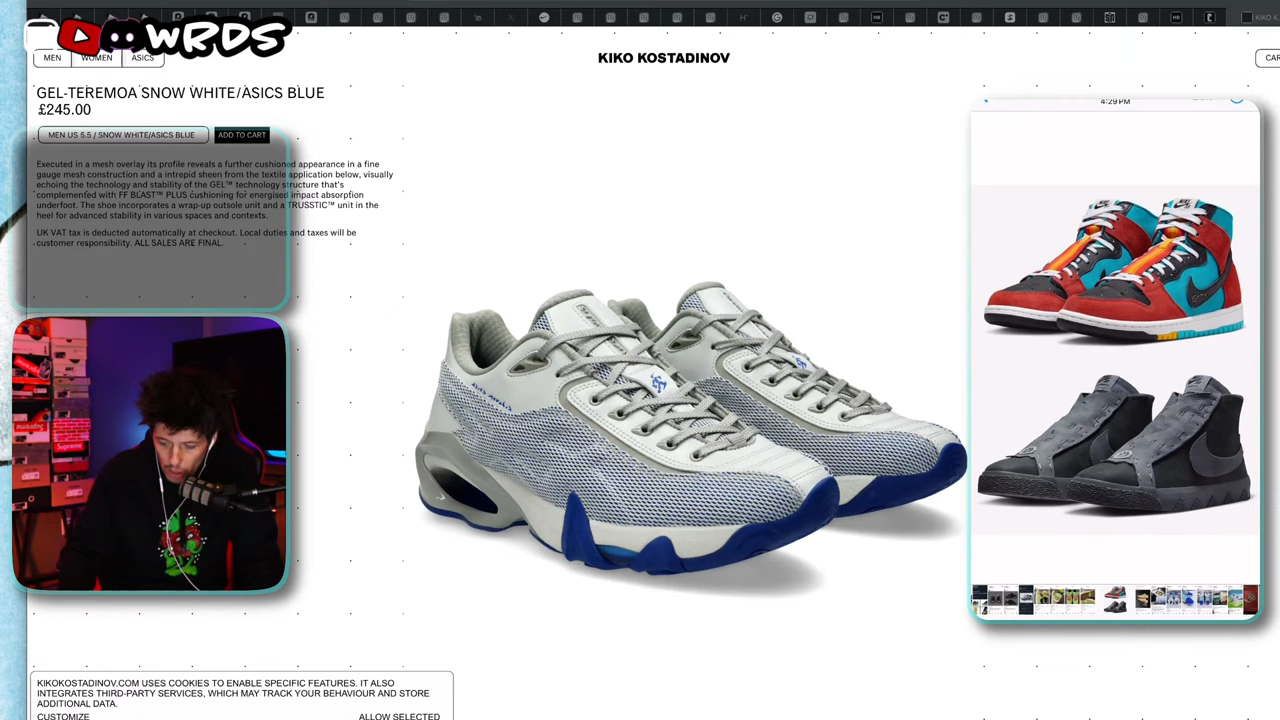 WRDS
MEN
WOMEN
ASICS
KIKO KOSTADINOV
GEL-TEREMOA SNOW WHITE/ASICS BLUE
£245.00
MEN US 5.5 / SNOW WHITE/ASICS BLUE
ADD TO CART
Executed in a mesh overlay its profile reveals a further cushioned appearance in a fine
gauge mesh construction and a intrepid sheen from the textile application below, visually
echoing the technology and stability of the GEL™ technology structure that's
complemented with FF BLAST™ PLUS cushioning for energised impact absorption
underfoot. The shoe incorporates a wrap-up outsole unit and a TRUSSTIC™ unit in the
heel for advanced stability in various spaces and contexts.
UK VAT tax is deducted automatically at checkout. Local duties and taxes will be
customer responsibility. ALL SALES ARE FINAL.
4:29PM
Supreme
KIKOKOSTADINOV.COM USES COOKIES TO ENABLE SPECIFIC FEATURES. IT ALSO
INTEGRATES THIRD-PARTY SERVICES, WHICH MAY TRACK YOUR BEHAVIOUR AND STORE
ADDITIONAL DATA.
CUSTOMIZE
ALLOW SELECTED